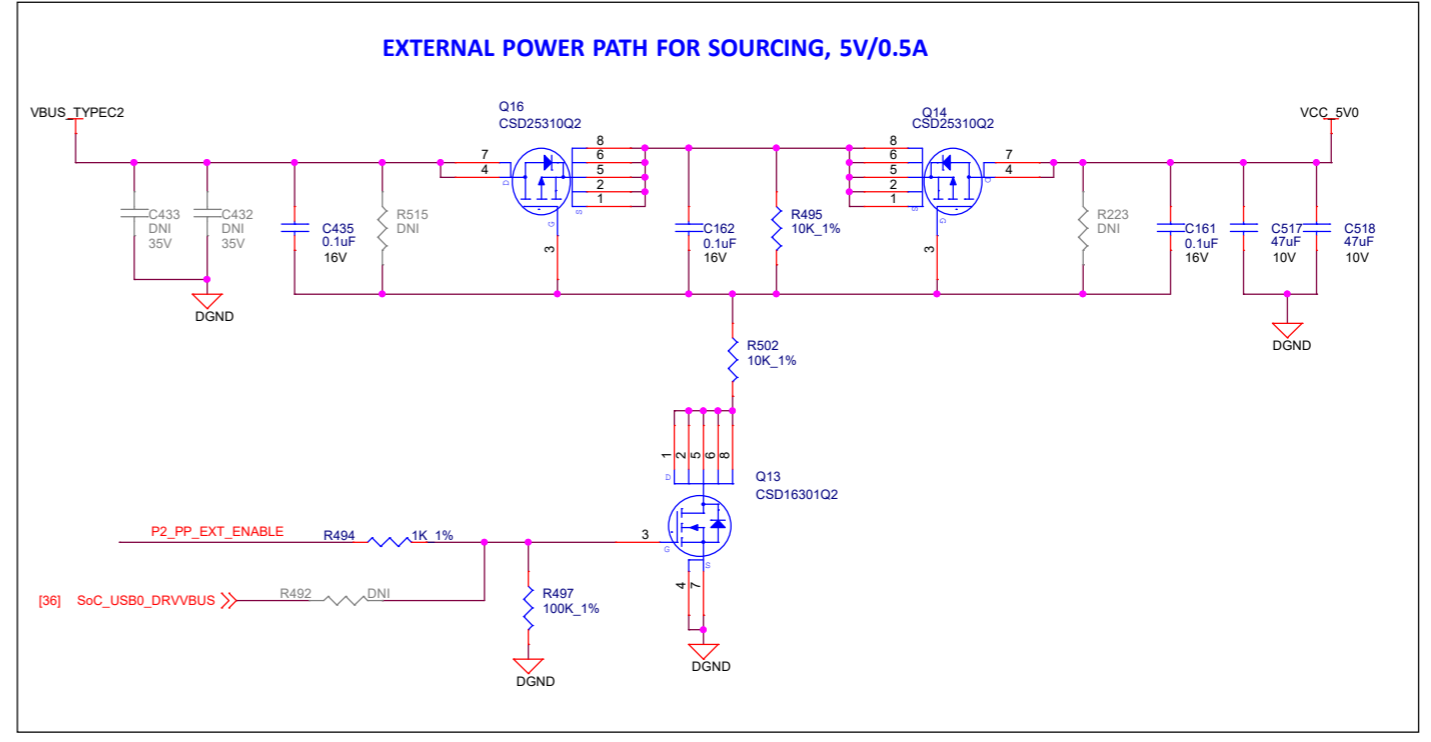 EXTERNAL POWER PATH FOR SOURCING, 5V/0.5A
VBUS_TYPEC2
Q16
CSD25310Q2
Q14
CSD25310Q2
VCC_5V0
7
4
D
G
3
8
6
5
2
1
S
8
6
5
2
1
S
G
3
7
4
D
C433
DNI
35V
C432
DNI
35V
C435
0.1uF
16V
R515
DNI
C162
0.1uF
16V
R495
10K_1%
R223
DNI
C161
0.1uF
16V
C517
47uF
10V
C518
47uF
10V
DGND
DGND
R502
10K_1%
1
2
5
6
8
D
Q13
CSD16301Q2
P2_PP_EXT_ENABLE
R494
1K_1%
3
G
S
4
7
[36]
SoC_USB0_DRVVBUS
R492
DNI
R497
100K_1%
DGND
DGND